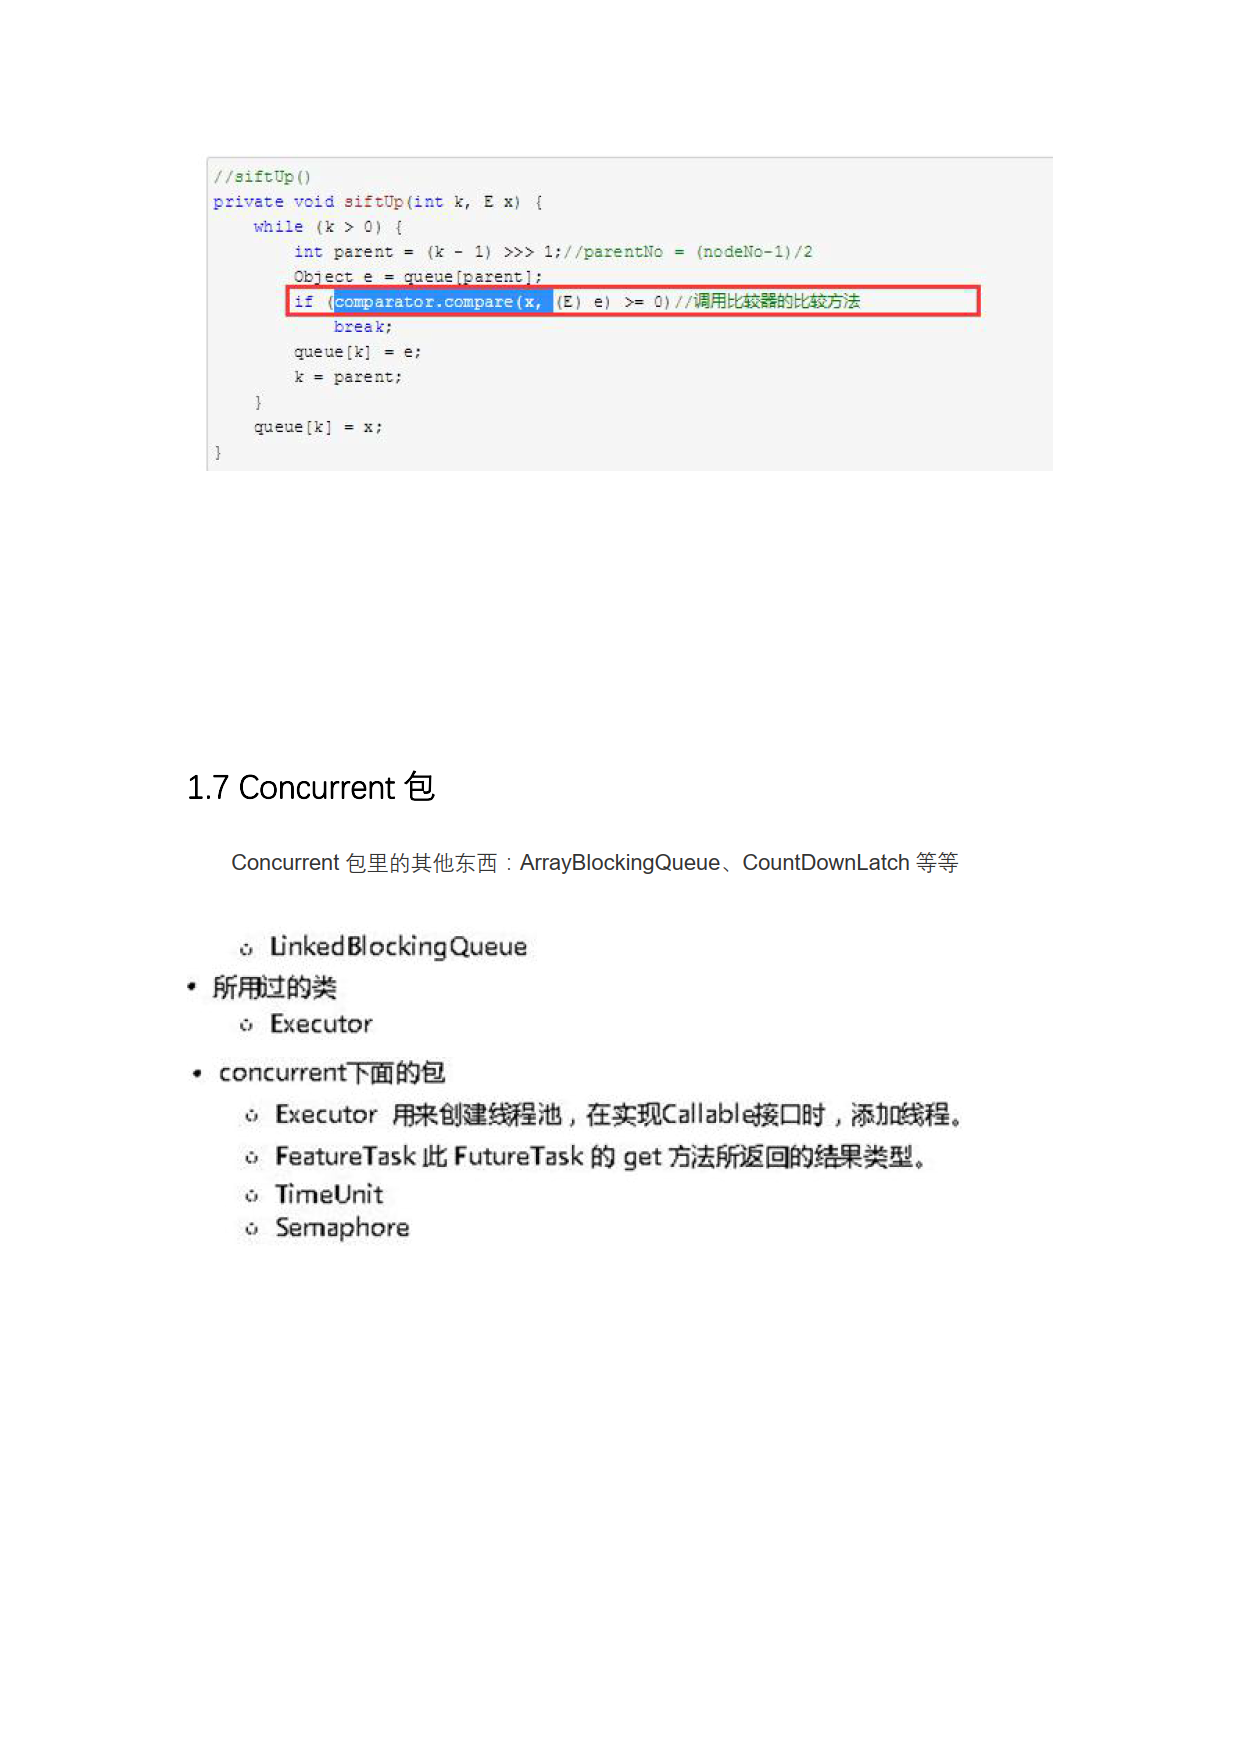 //siftUp()
private void siftUp(int k, E x) {
    while (k > 0) {
        int parent = (k - 1) >>> 1;//parentNo = (nodeNo-1)/2
        Object e = queue[parent];
        if (comparator.compare(x, (E) e) >= 0)//调用比较器的比较方法
            break;
        queue[k] = e;
        k = parent;
    }
    queue[k] = x;
}
1.7 Concurrent 包
Concurrent 包里的其他东西：ArrayBlockingQueue、CountDownLatch 等等
LinkedBlockingQueue
• 所用过的类
Executor
• concurrent下面的包
Executor 用来创建线程池，在实现Callable接口时，添加线程。
FeatureTask 此 FutureTask 的 get 方法所返回的结果类型。
TimeUnit
Semaphore